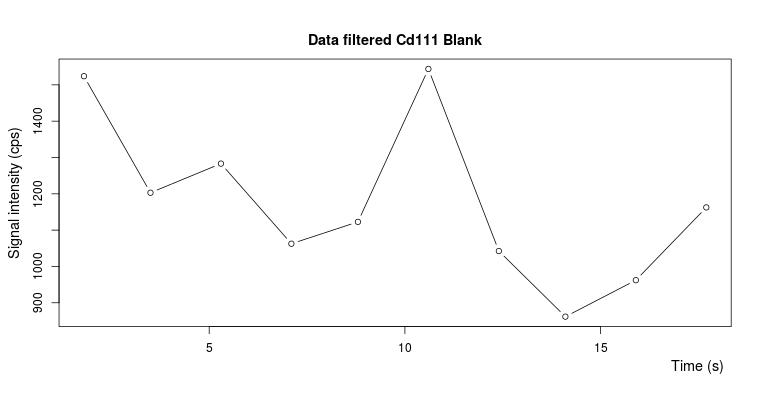 Data filtered Cd111 Blank
Signal intensity (cps)
1400
1200
1000
900
5 10 15
Time (s)